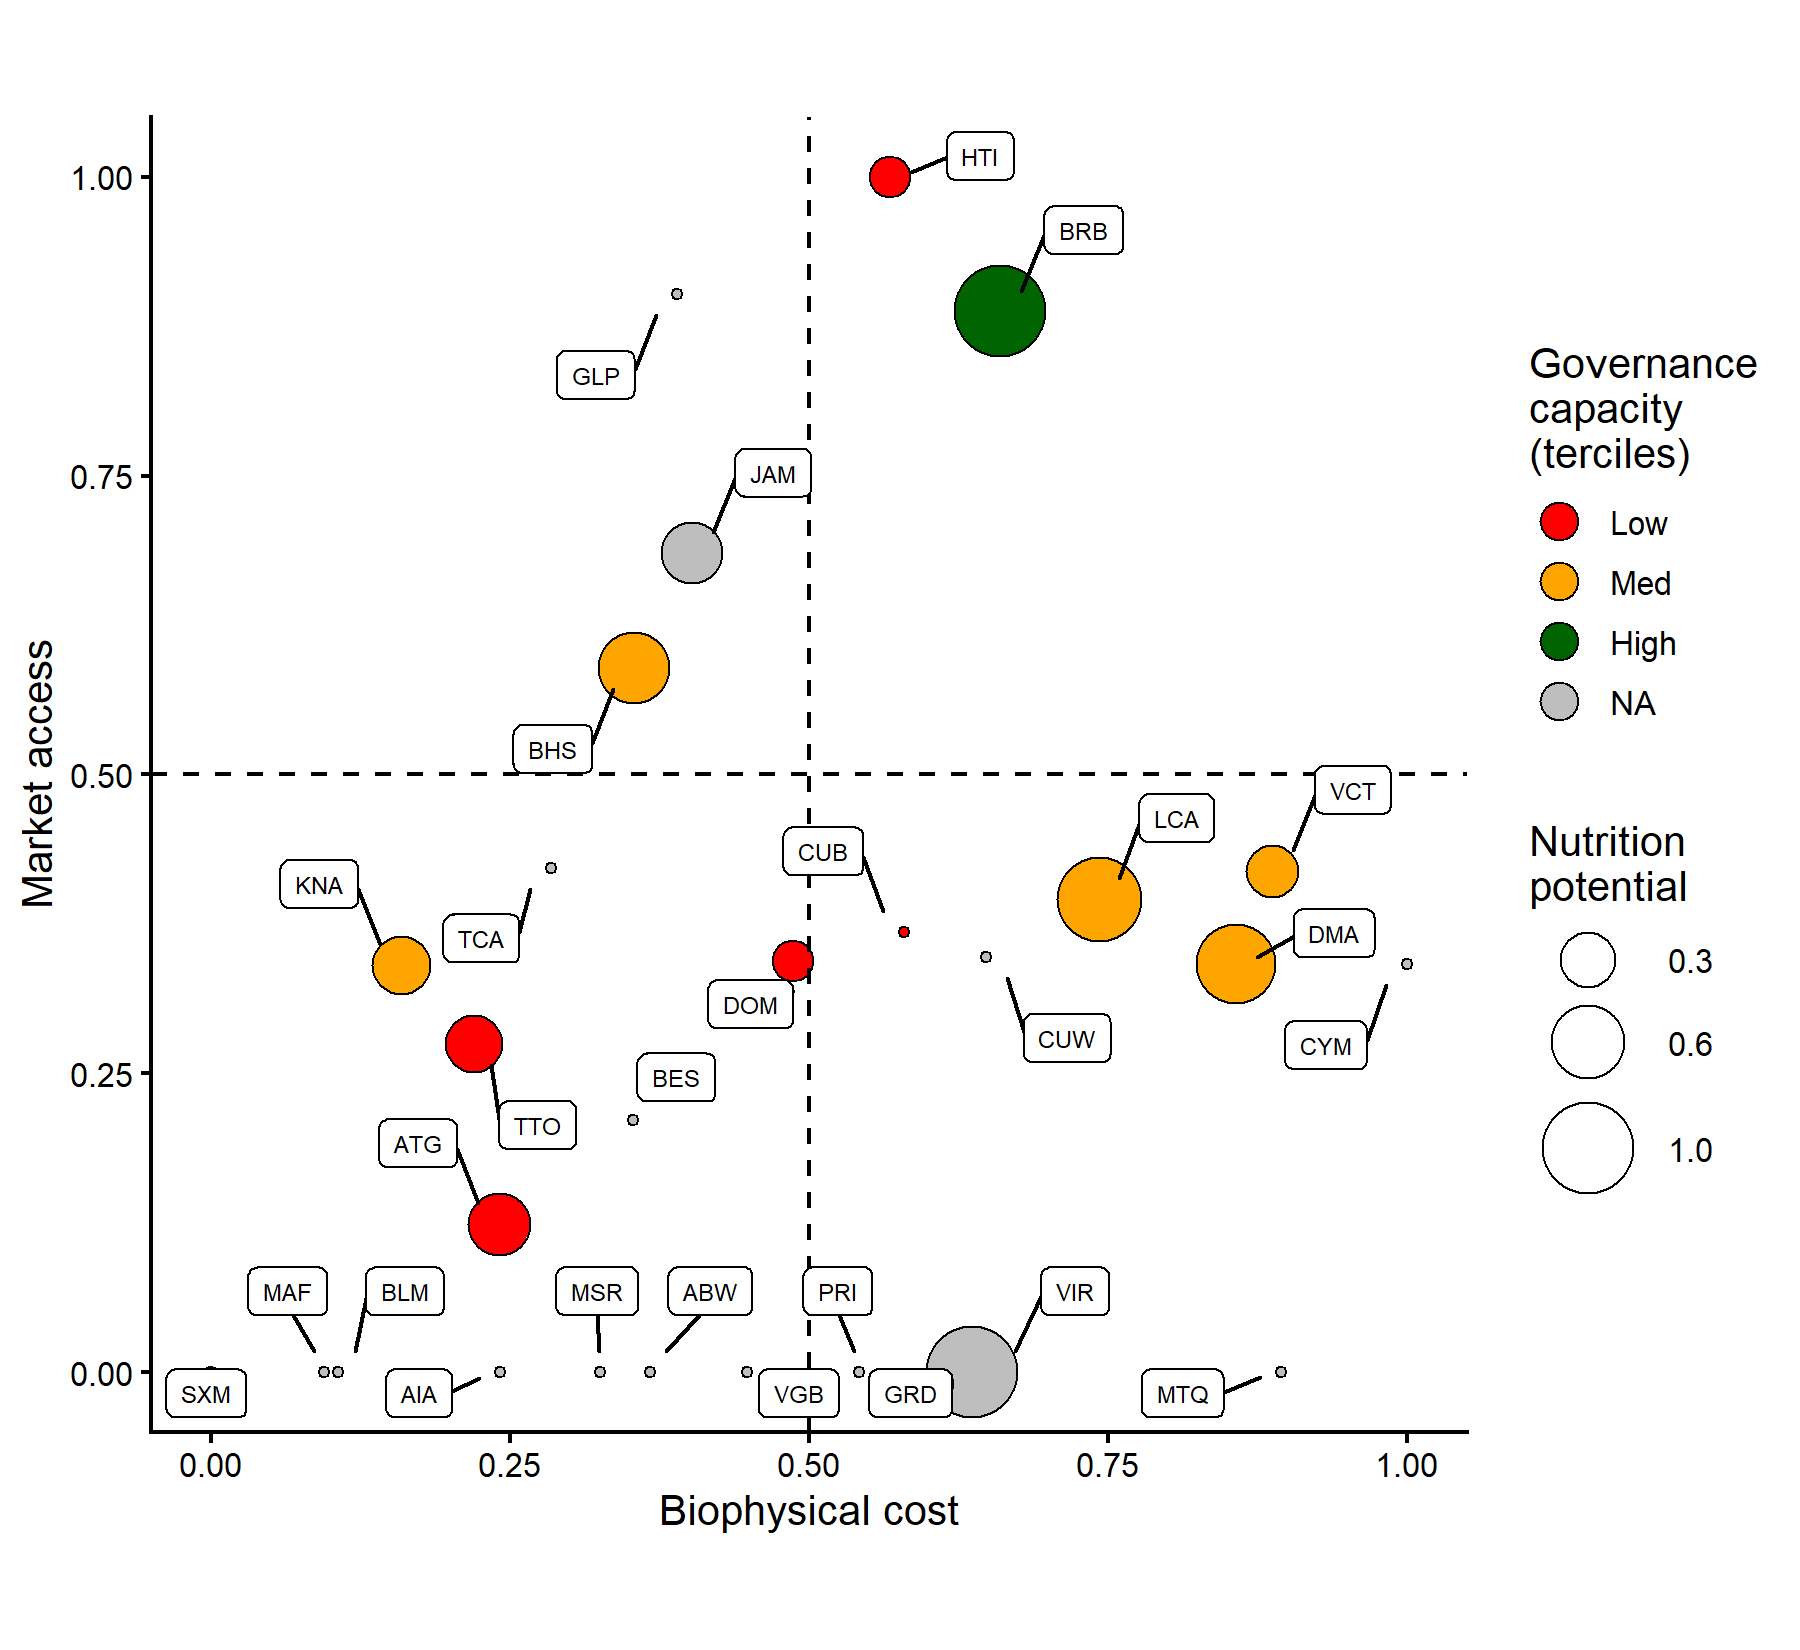 1.00
0.75
0.50
0.25
0.00
Market access
HTI
BRB
GLP
JAM
BHS
VCT
LCA
CUB
KNA
TCA
DMA
DOM
CUW
CYM
BES
TTO
ATG
MAF
BLM
MSR
ABW
PRI
VIR
SXM
AIA
VGB
GRD
MTQ
0.00
0.25
0.50
0.75
1.00
Biophysical cost
Governance
capacity
(terciles)
Low
Med
High
NA
Nutrition
potential
0.3
0.6
1.0